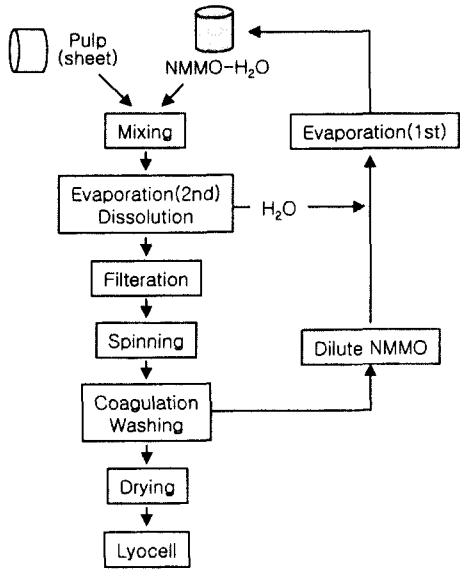 Pulp
(sheet)
NMMO-H₂O
Mixing
Evaporation(1st)
Evaporation(2nd)
Dissolution
H₂O
Filteration
Spinning
Dilute NMMO
Coagulation
Washing
Drying
Lyocell